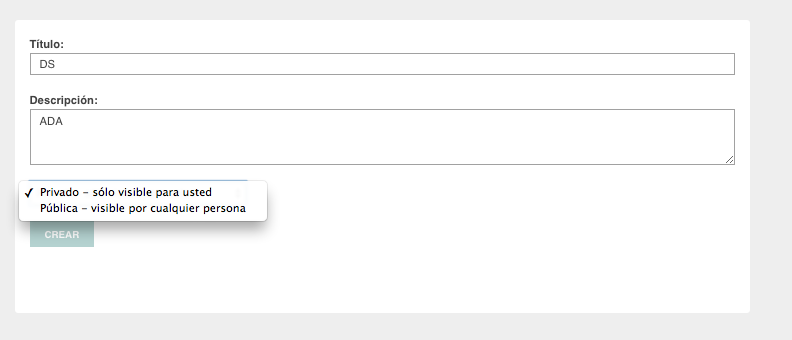 Título:
DS
Descripción:
ADA
✓ Privado – sólo visible para usted
Pública – visible por cualquier persona
CREAR